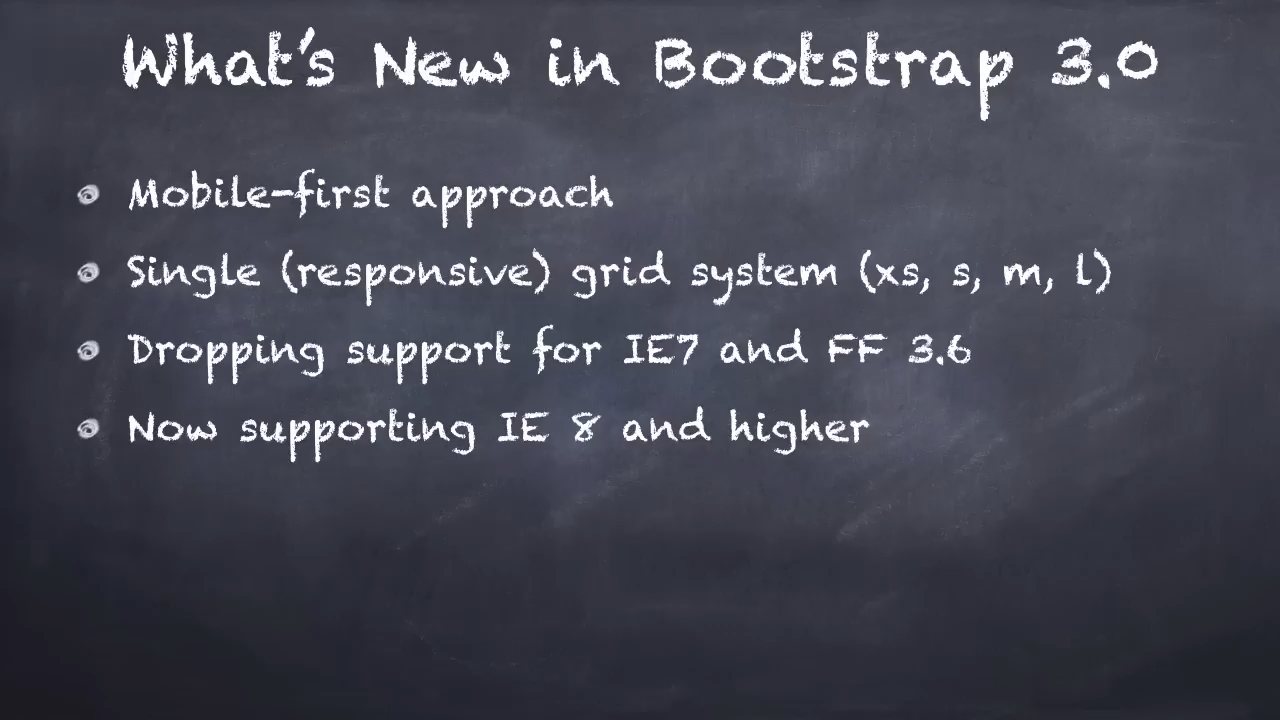 What's New in Bootstrap 3.0
Mobile-first approach
Single (responsive) grid system (xs, s, m, l)
Dropping support for IE7 and FF 3.6
Now supporting IE 8 and higher